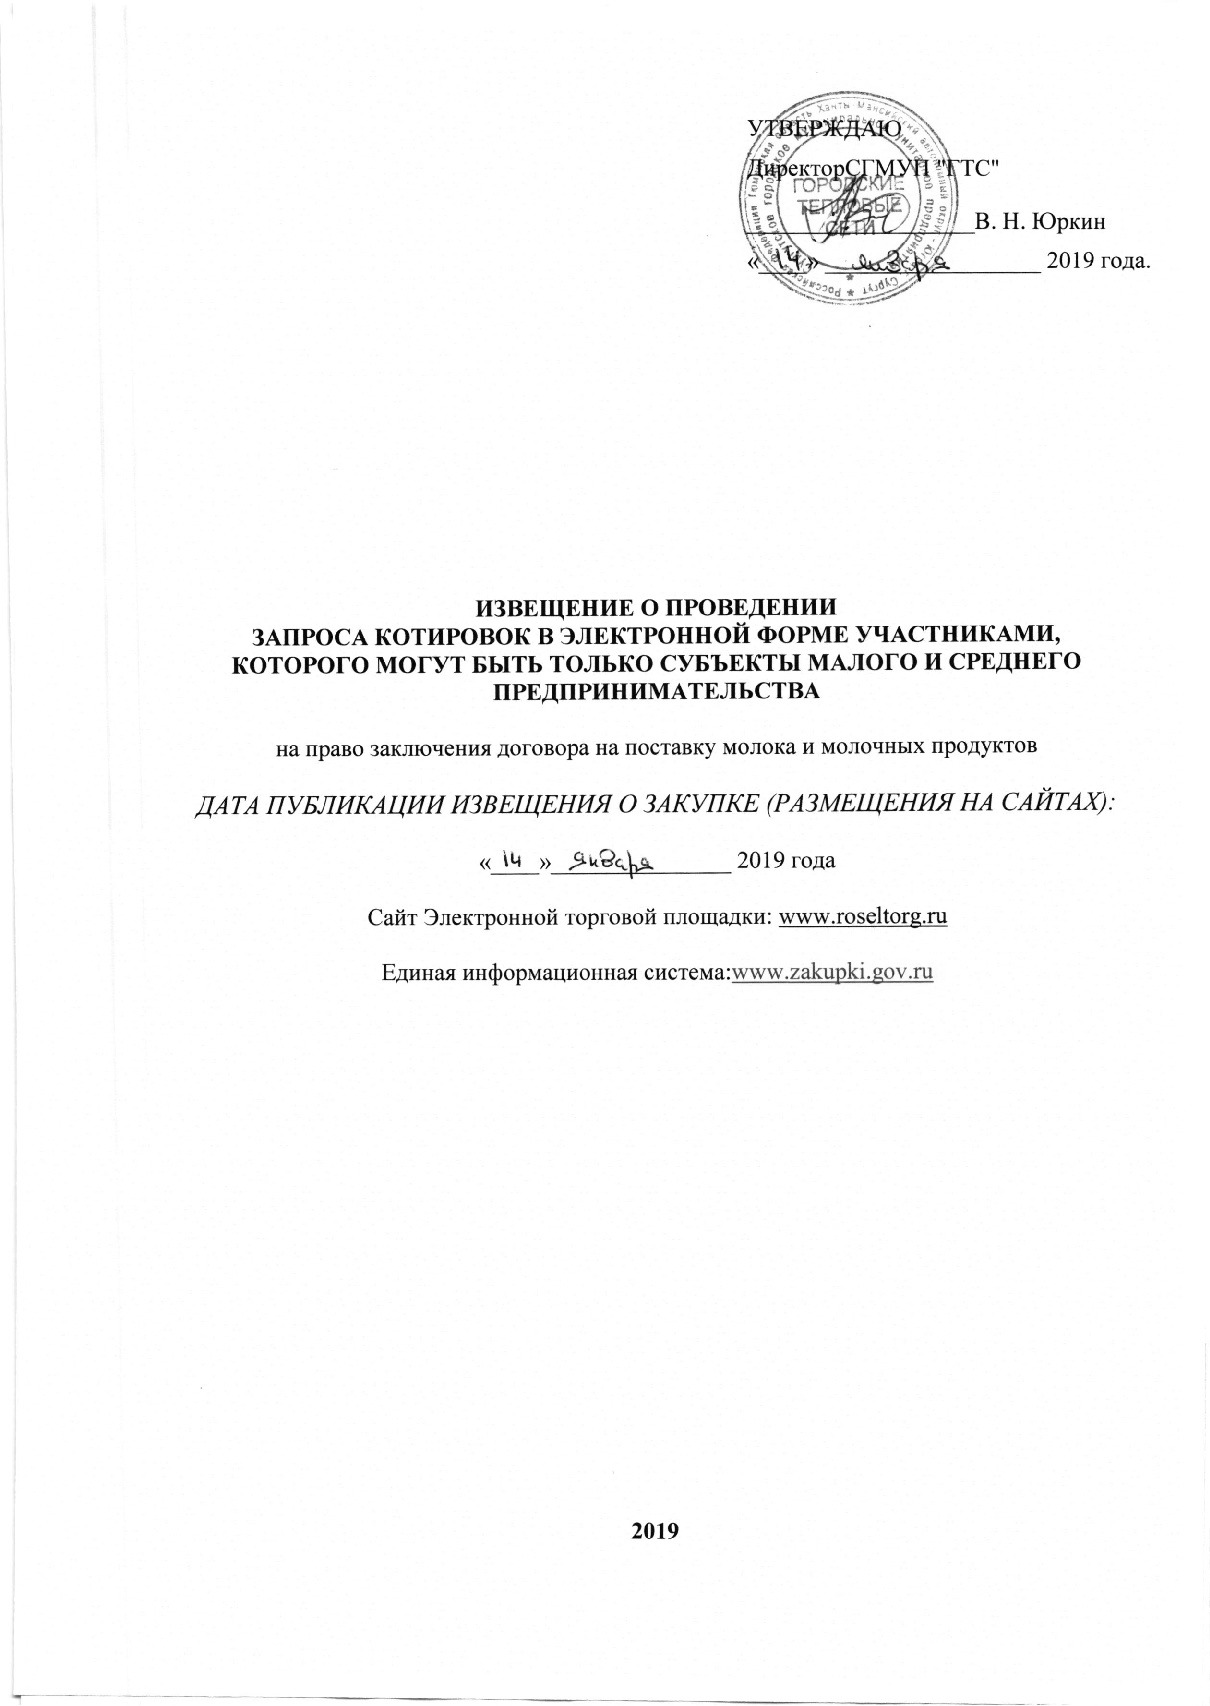 УТВЕРЖДАЮ
ДиректорСГМУП "ГТС"
ГОРОДСКИЕ
ТЕПЛОВЫЕ
СЕТИ
В. Н. Юркин
«14» января 2019 года.
ИЗВЕЩЕНИЕ О ПРОВЕДЕНИИ
ЗАПРОСА КОТИРОВОК В ЭЛЕКТРОННОЙ ФОРМЕ УЧАСТНИКАМИ,
КОТОРОГО МОГУТ БЫТЬ ТОЛЬКО СУБЪЕКТЫ МАЛОГО И СРЕДНЕГО
ПРЕДПРИНИМАТЕЛЬСТВА
на право заключения договора на поставку молока и молочных продуктов
ДАТА ПУБЛИКАЦИИ ИЗВЕЩЕНИЯ О ЗАКУПКЕ (РАЗМЕЩЕНИЯ НА САЙТАХ):
«14» января 2019 года
Сайт Электронной торговой площадки: www.roseltorg.ru
Единая информационная система:www.zakupki.gov.ru
2019